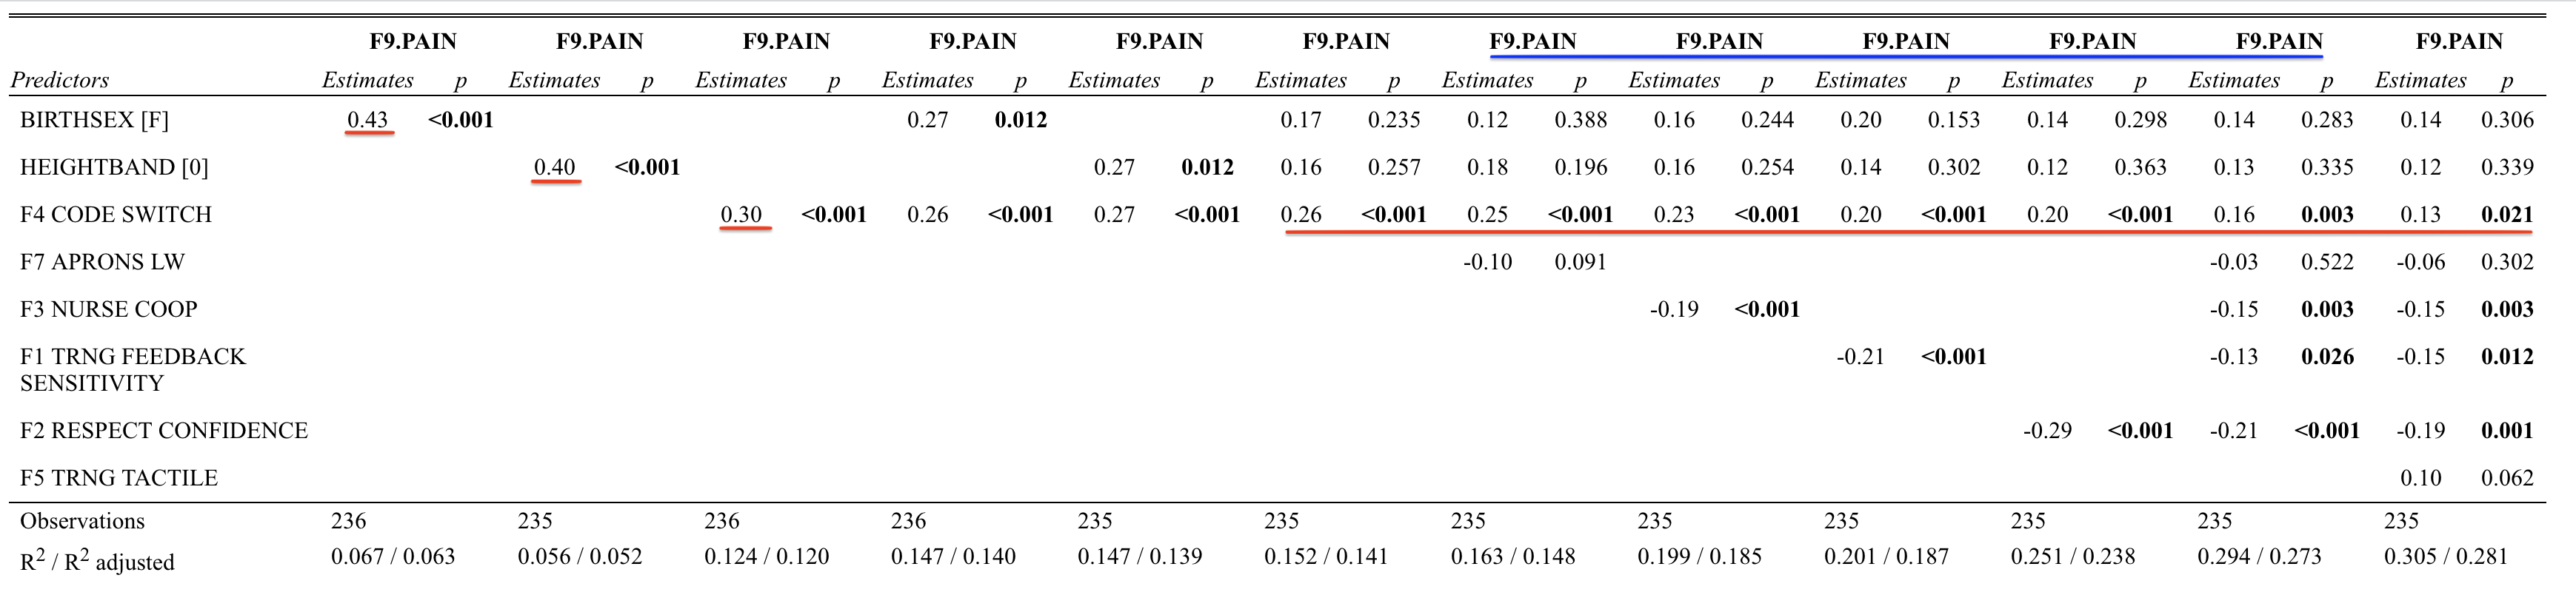 F9.PAIN F9.PAIN F9.PAIN F9.PAIN F9.PAIN F9.PAIN F9.PAIN F9.PAIN F9.PAIN F9.PAIN F9.PAIN F9.PAIN
Predictors Estimates p Estimates p Estimates p Estimates p Estimates p Estimates p Estimates p Estimates p Estimates p Estimates p Estimates p Estimates p
BIRTHSEX [F] 0.43 <0.001 0.27 0.012 0.17 0.235 0.12 0.388 0.16 0.244 0.20 0.153 0.14 0.298 0.14 0.283 0.14 0.306
HEIGHTBAND [0] 0.40 <0.001 0.27 0.012 0.16 0.257 0.18 0.196 0.16 0.254 0.14 0.302 0.12 0.363 0.13 0.335 0.12 0.339
F4 CODE SWITCH 0.30 <0.001 0.26 <0.001 0.27 <0.001 0.26 <0.001 0.25 <0.001 0.23 <0.001 0.20 <0.001 0.20 <0.001 0.16 0.003 0.13 0.021
F7 APRONS LW -0.10 0.091 -0.03 0.522 -0.06 0.302
F3 NURSE COOP -0.19 <0.001 -0.15 0.003 -0.15 0.003
F1 TRNG FEEDBACK -0.21 <0.001 -0.13 0.026 -0.15 0.012
SENSITIVITY
F2 RESPECT CONFIDENCE -0.29 <0.001 -0.21 <0.001 -0.19 0.001
F5 TRNG TACTILE 0.10 0.062
Observations 236 235 236 236 235 235 235 235 235 235 235 235
R2 / R2 adjusted 0.067 / 0.063 0.056 / 0.052 0.124 / 0.120 0.147 / 0.140 0.147 / 0.139 0.152 / 0.141 0.163 / 0.148 0.199 / 0.185 0.201 / 0.187 0.251 / 0.238 0.294 / 0.273 0.305 / 0.281